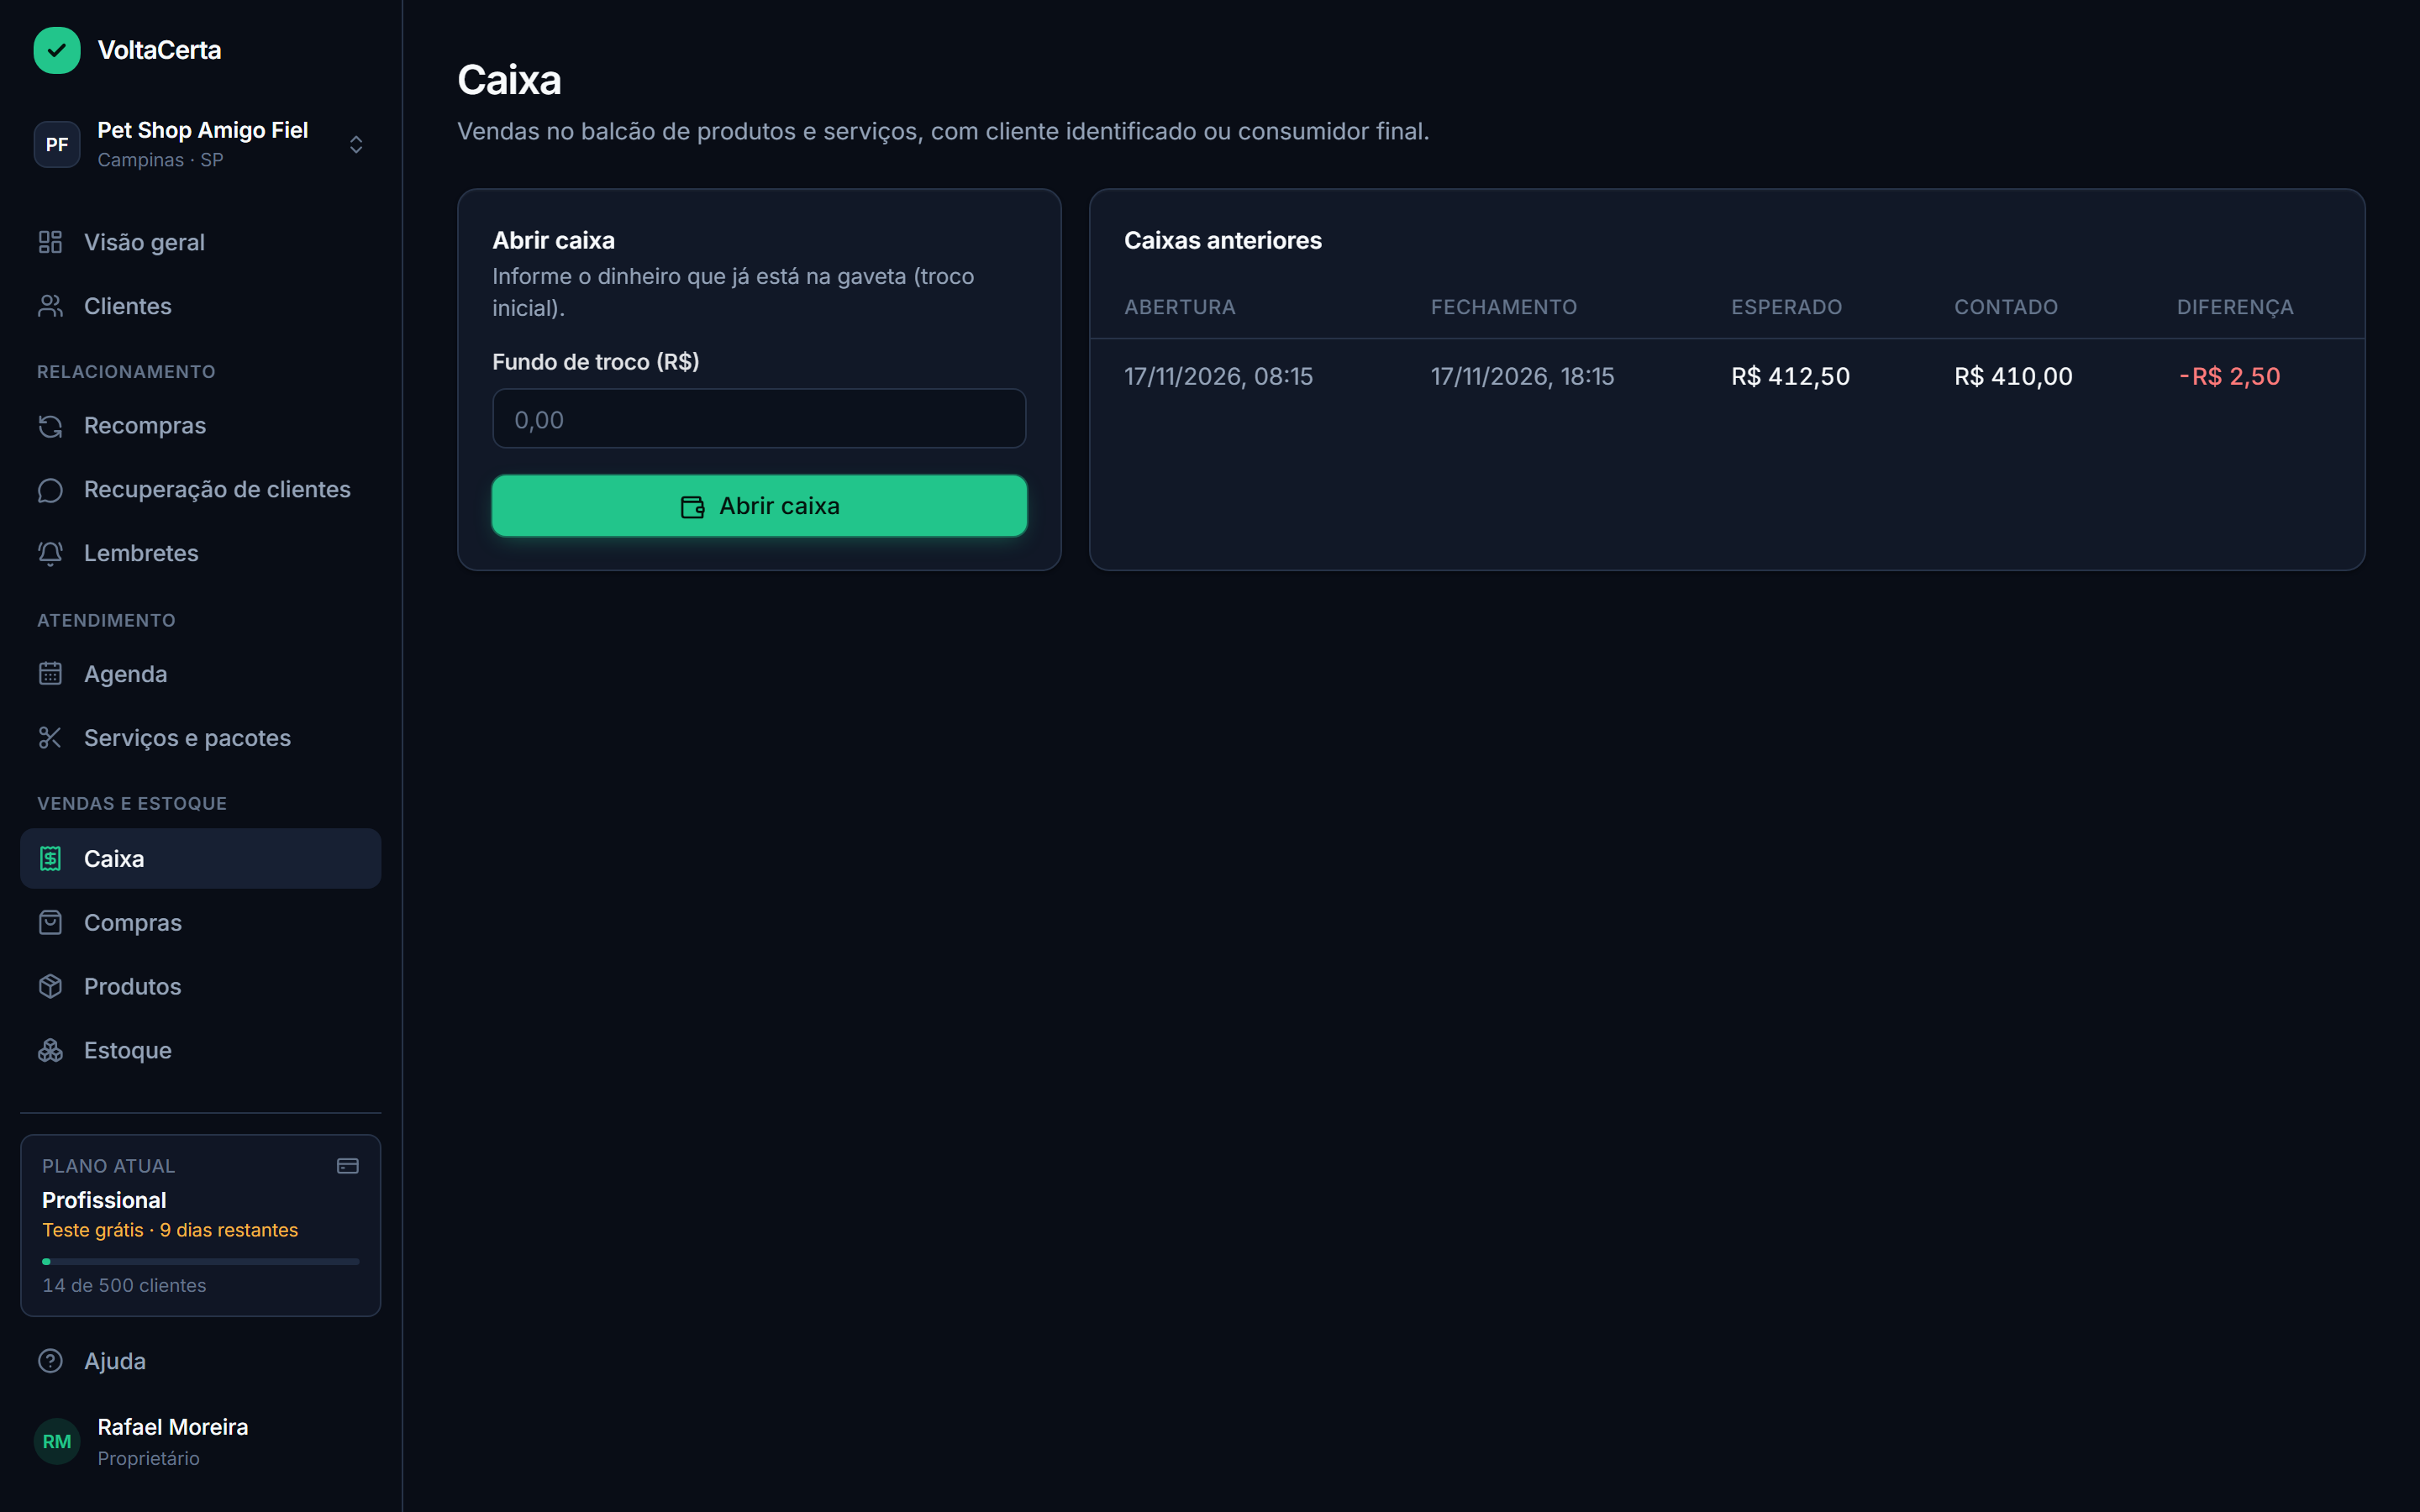 VoltaCerta
PF
Pet Shop Amigo Fiel
Campinas · SP
Visão geral
Clientes
RELACIONAMENTO
Recompras
Recuperação de clientes
Lembretes
ATENDIMENTO
Agenda
Serviços e pacotes
VENDAS E ESTOQUE
Caixa
Compras
Produtos
Estoque
PLANO ATUAL
Profissional
Teste grátis · 9 dias restantes
14 de 500 clientes
Ajuda
RM
Rafael Moreira
Proprietário
Caixa
Vendas no balcão de produtos e serviços, com cliente identificado ou consumidor final.
Abrir caixa
Informe o dinheiro que já está na gaveta (troco
inicial).
Fundo de troco (R$)
0,00
Abrir caixa
Caixas anteriores
ABERTURA FECHAMENTO ESPERADO CONTADO DIFERENÇA
17/11/2026, 08:15 17/11/2026, 18:15 R$ 412,50 R$ 410,00 -R$ 2,50